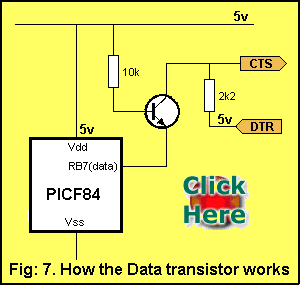 5v
CTS
10k
2k2
5v
5v
DTR
Vdd
RB7(data)
PICF84
Vss
Click
Here
Fig: 7. How the Data transistor works